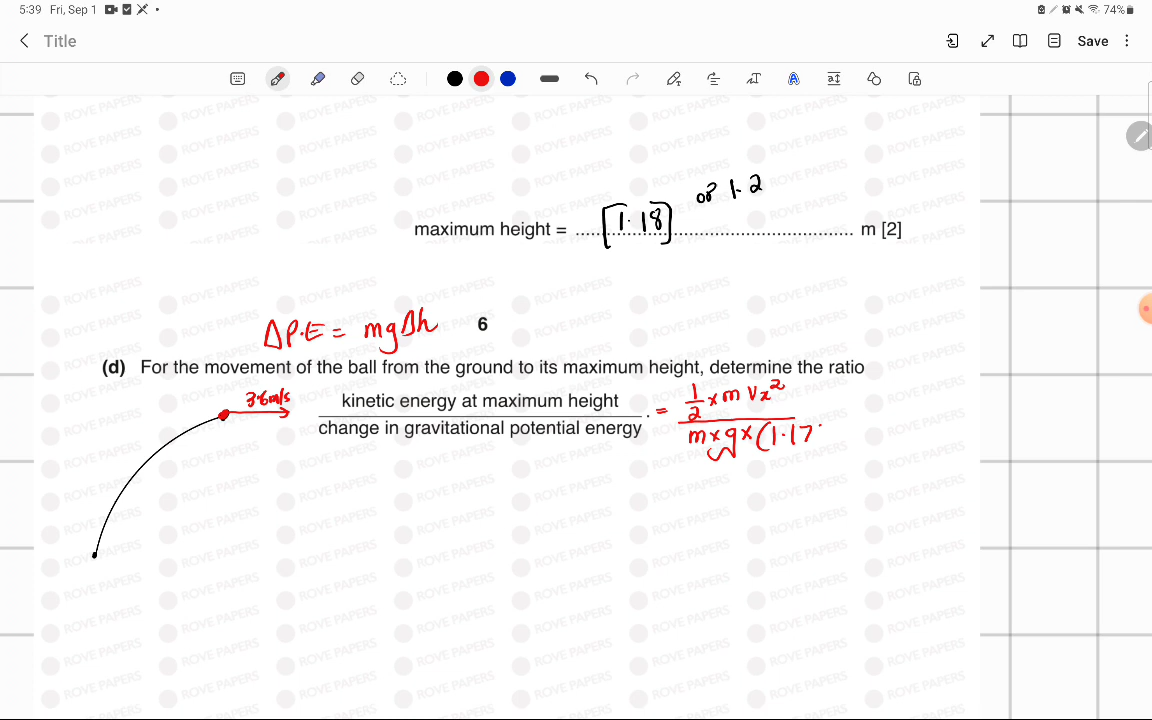 5:39 Fri, Sep 1
74%
Title
Save
or 1.2
maximum height = ........[1.18]........ m [2]
ΔP.E = mgΔh
6
(d) For the movement of the ball from the ground to its maximum height, determine the ratio
3.6m/s
kinetic energy at maximum height
change in gravitational potential energy
.
= 1/2 x m Vx²
m x g x (1.17
ROVE PAPERS